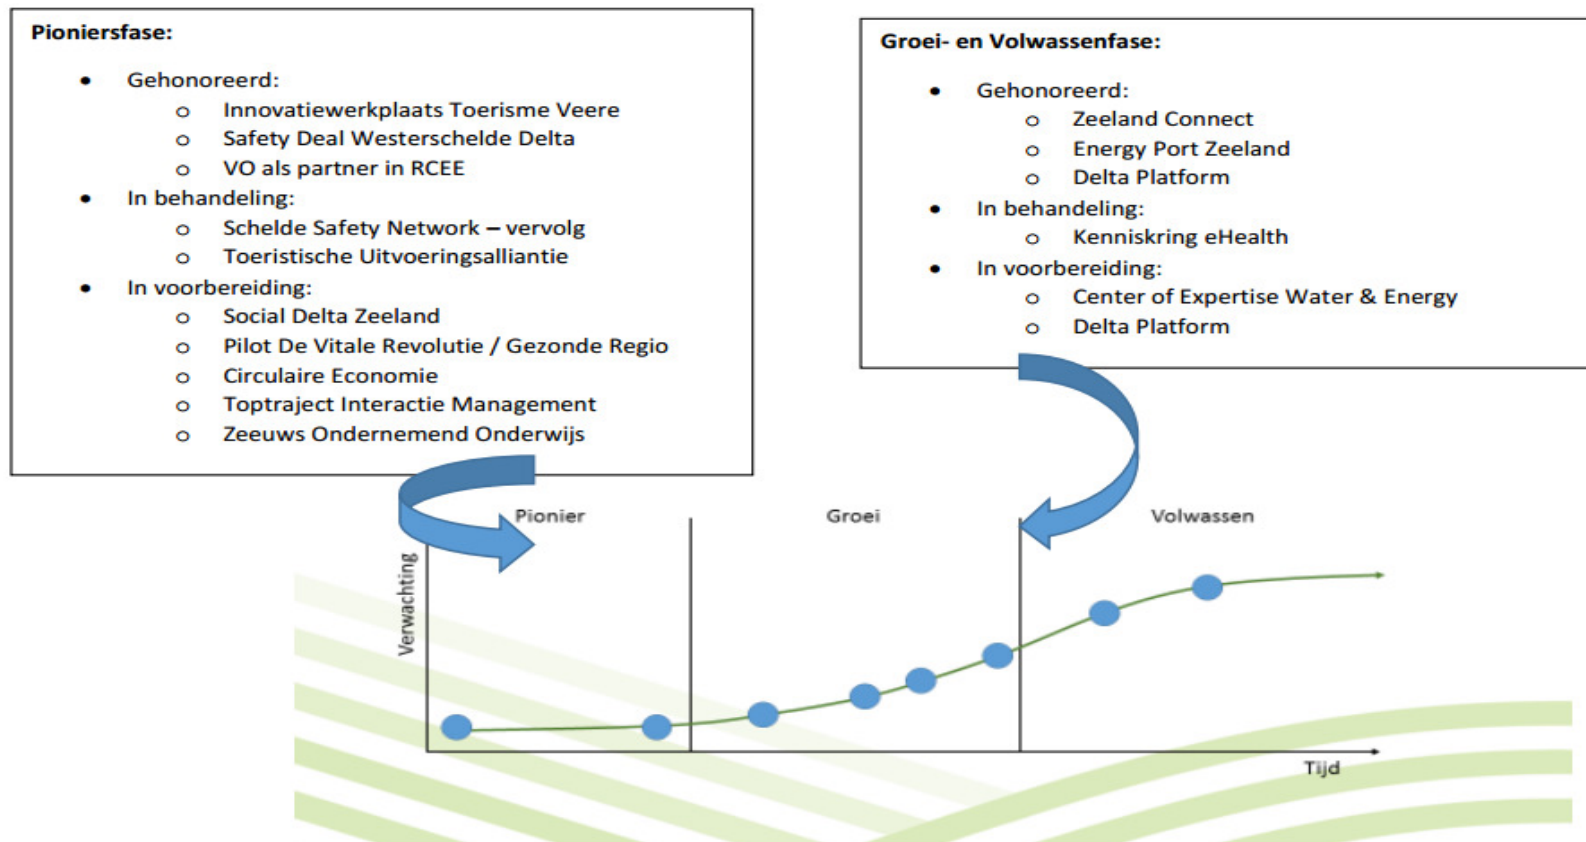 Pioniersfase:
Gehonoreerd:
Innovatiewerkplaats Toerisme Veere
Safety Deal Westerschelde Delta
VO als partner in RCEE
In behandeling:
Schelde Safety Network – vervolg
Toeristische Uitvoeringsalliantie
In voorbereiding:
Social Delta Zeeland
Pilot De Vitale Revolutie / Gezonde Regio
Circulaire Economie
Toptraject Interactie Management
Zeeuws Ondernemend Onderwijs
Groei- en Volwassenfase:
Gehonoreerd:
Zeeland Connect
Energy Port Zeeland
Delta Platform
In behandeling:
Kenniskring eHealth
In voorbereiding:
Center of Expertise Water & Energy
Delta Platform
Pionier
Groei
Volwassen
Verwachting
Tijd